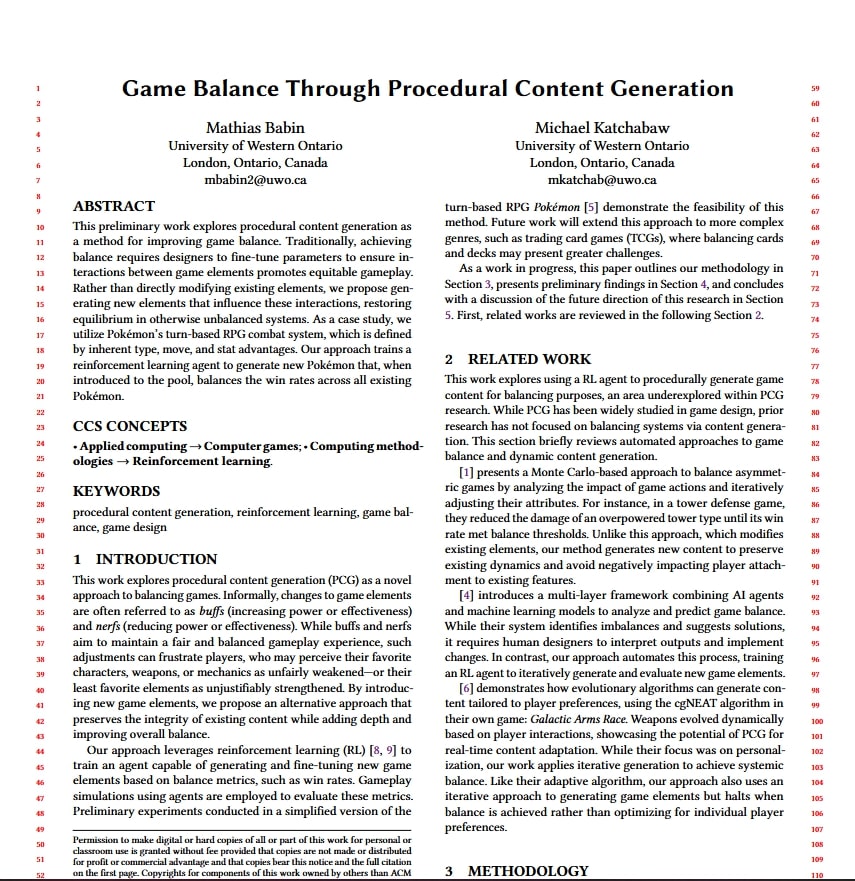 Game Balance Through Procedural Content Generation
Mathias Babin
University of Western Ontario
London, Ontario, Canada
mbabin2@uwo.ca
Michael Katchabaw
University of Western Ontario
London, Ontario, Canada
mkatchab@uwo.ca
1
2
3
4
5
6
7
8
9
10
11
12
13
14
15
16
17
18
19
20
21
22
23
24
25
26
27
28
29
30
31
32
33
34
35
36
37
38
39
40
41
42
43
44
45
46
47
48
49
50
51
52
ABSTRACT
This preliminary work explores procedural content generation as
a method for improving game balance. Traditionally, achieving
balance requires designers to fine-tune parameters to ensure in-
teractions between game elements promotes equitable gameplay.
Rather than directly modifying existing elements, we propose gen-
erating new elements that influence these interactions, restoring
equilibrium in otherwise unbalanced systems. As a case study, we
utilize Pokémon's turn-based RPG combat system, which is defined
by inherent type, move, and stat advantages. Our approach trains a
reinforcement learning agent to generate new Pokémon that, when
introduced to the pool, balances the win rates across all existing
Pokémon.
CCS CONCEPTS
• Applied computing → Computer games; • Computing method-
ologies → Reinforcement learning.
KEYWORDS
procedural content generation, reinforcement learning, game bal-
ance, game design
1 INTRODUCTION
This work explores procedural content generation (PCG) as a novel
approach to balancing games. Informally, changes to game elements
are often referred to as buffs (increasing power or effectiveness)
and nerfs (reducing power or effectiveness). While buffs and nerfs
aim to maintain a fair and balanced gameplay experience, such
adjustments can frustrate players, who may perceive their favorite
characters, weapons, or mechanics as unfairly weakened—or their
least favorite elements as unjustifiably strengthened. By introduc-
ing new game elements, we propose an alternative approach that
preserves the integrity of existing content while adding depth and
improving overall balance.
Our approach leverages reinforcement learning (RL) [8, 9] to
train an agent capable of generating and fine-tuning new game
elements based on balance metrics, such as win rates. Gameplay
simulations using agents are employed to evaluate these metrics.
Preliminary experiments conducted in a simplified version of the
Permission to make digital or hard copies of all or part of this work for personal or
classroom use is granted without fee provided that copies are not made or distributed
for profit or commercial advantage and that copies bear this notice and the full citation
on the first page. Copyrights for components of this work owned by others than ACM
turn-based RPG Pokémon [5] demonstrate the feasibility of this
method. Future work will extend this approach to more complex
genres, such as trading card games (TCGs), where balancing cards
and decks may present greater challenges.
As a work in progress, this paper outlines our methodology in
Section 3, presents preliminary findings in Section 4, and concludes
with a discussion of the future direction of this research in Section
5. First, related works are reviewed in the following Section 2.
2 RELATED WORK
This work explores using a RL agent to procedurally generate game
content for balancing purposes, an area underexplored within PCG
research. While PCG has been widely studied in game design, prior
research has not focused on balancing systems via content genera-
tion. This section briefly reviews automated approaches to game
balance and dynamic content generation.
[1] presents a Monte Carlo-based approach to balance asymmet-
ric games by analyzing the impact of game actions and iteratively
adjusting their attributes. For instance, in a tower defense game,
they reduced the damage of an overpowered tower type until its win
rate met balance thresholds. Unlike this approach, which modifies
existing elements, our method generates new content to preserve
existing dynamics and avoid negatively impacting player attach-
ment to existing features.
[4] introduces a multi-layer framework combining AI agents
and machine learning models to analyze and predict game balance.
While their system identifies imbalances and suggests solutions,
it requires human designers to interpret outputs and implement
changes. In contrast, our approach automates this process, training
an RL agent to iteratively generate and evaluate new game elements.
[6] demonstrates how evolutionary algorithms can generate con-
tent tailored to player preferences, using the cgNEAT algorithm in
their own game: Galactic Arms Race. Weapons evolved dynamically
based on player interactions, showcasing the potential of PCG for
real-time content adaptation. While their focus was on personal-
ization, our work applies iterative generation to achieve systemic
balance. Like their adaptive algorithm, our approach also uses an
iterative approach to generating game elements but halts when
balance is achieved rather than optimizing for individual player
preferences.
3 METHODOLOGY
59
60
61
62
63
64
65
66
67
68
69
70
71
72
73
74
75
76
77
78
79
80
81
82
83
84
85
86
87
88
89
90
91
92
93
94
95
96
97
98
99
100
101
102
103
104
105
106
107
108
109
110